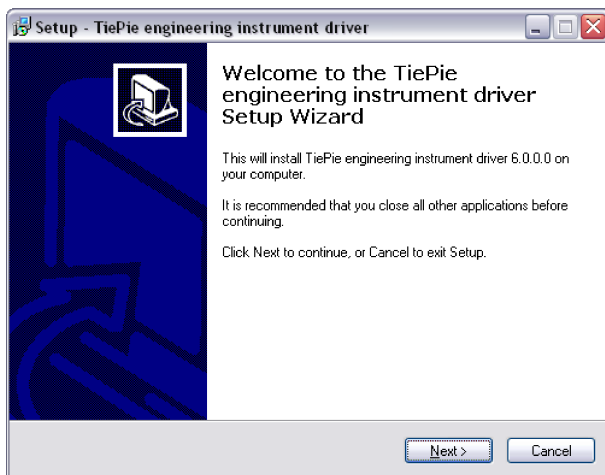 Setup - TiePie engineering instrument driver
Welcome to the TiePie
engineering instrument driver
Setup Wizard
This will install TiePie engineering instrument driver 6.0.0.0 on
your computer.
It is recommended that you close all other applications before
continuing.
Click Next to continue, or Cancel to exit Setup.
Next >
Cancel